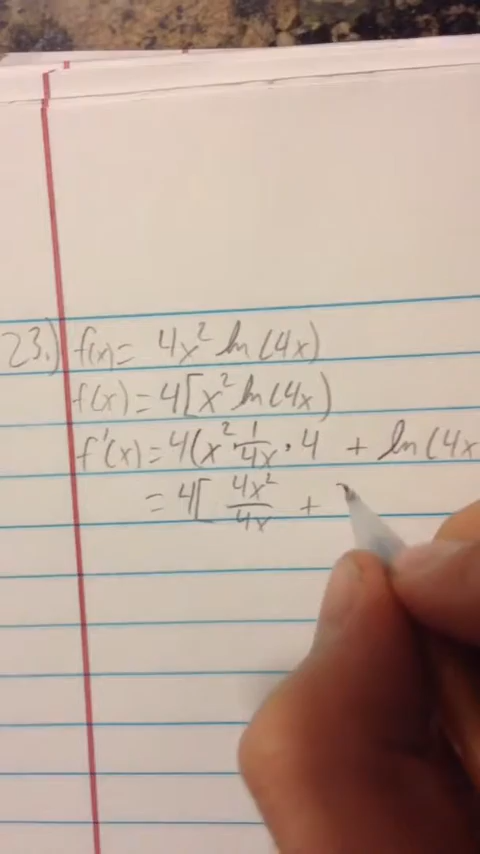 23.) f(x) = 4x² ln(4x)
f(x) = 4[x² ln(4x)
f'(x) = 4(x² 1/4x · 4 + ln(4x
= 4[ 4x²/4x +